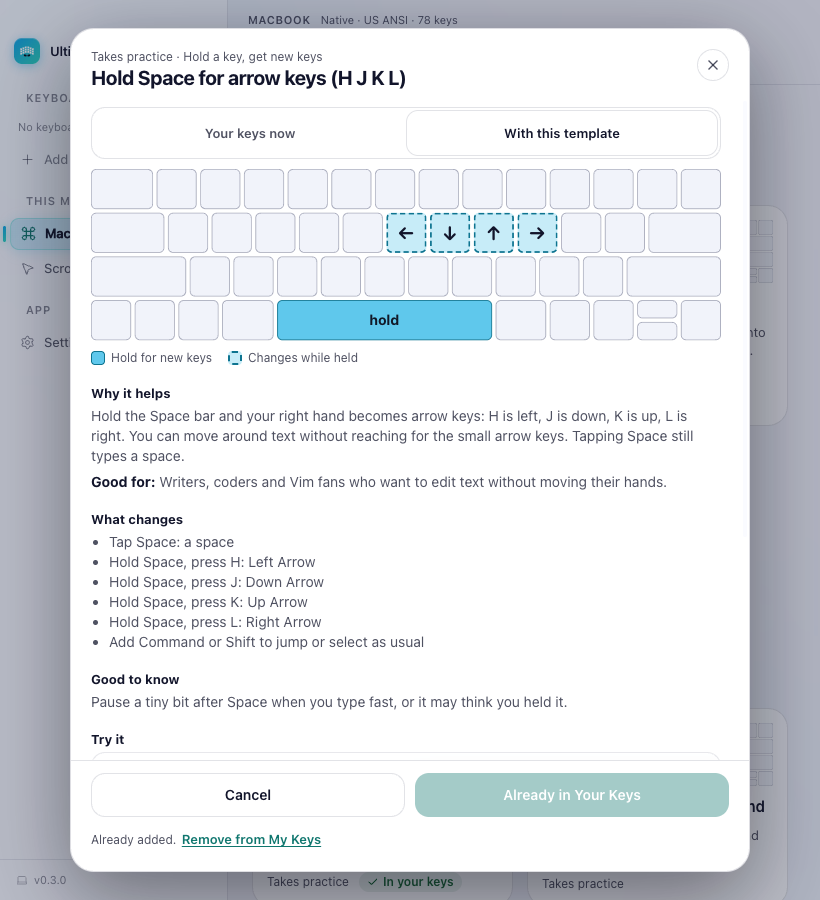 MACBOOK Native · US ANSI · 78 keys
Takes practice · Hold a key, get new keys
Hold Space for arrow keys (H J K L)
Your keys now
With this template
hold
Hold for new keys
Changes while held
Why it helps
Hold the Space bar and your right hand becomes arrow keys: H is left, J is down, K is up, L is
right. You can move around text without reaching for the small arrow keys. Tapping Space still
types a space.
Good for: Writers, coders and Vim fans who want to edit text without moving their hands.
What changes
• Tap Space: a space
• Hold Space, press H: Left Arrow
• Hold Space, press J: Down Arrow
• Hold Space, press K: Up Arrow
• Hold Space, press L: Right Arrow
• Add Command or Shift to jump or select as usual
Good to know
Pause a tiny bit after Space when you type fast, or it may think you held it.
Try it
Cancel
Already in Your Keys
Already added. Remove from My Keys
Ulti
KEYBOA
No keyboa
Add
THIS M
Mac
Scro
APP
Setti
v0.3.0
nto
nd
d
Takes practice
In your keys
Takes practice